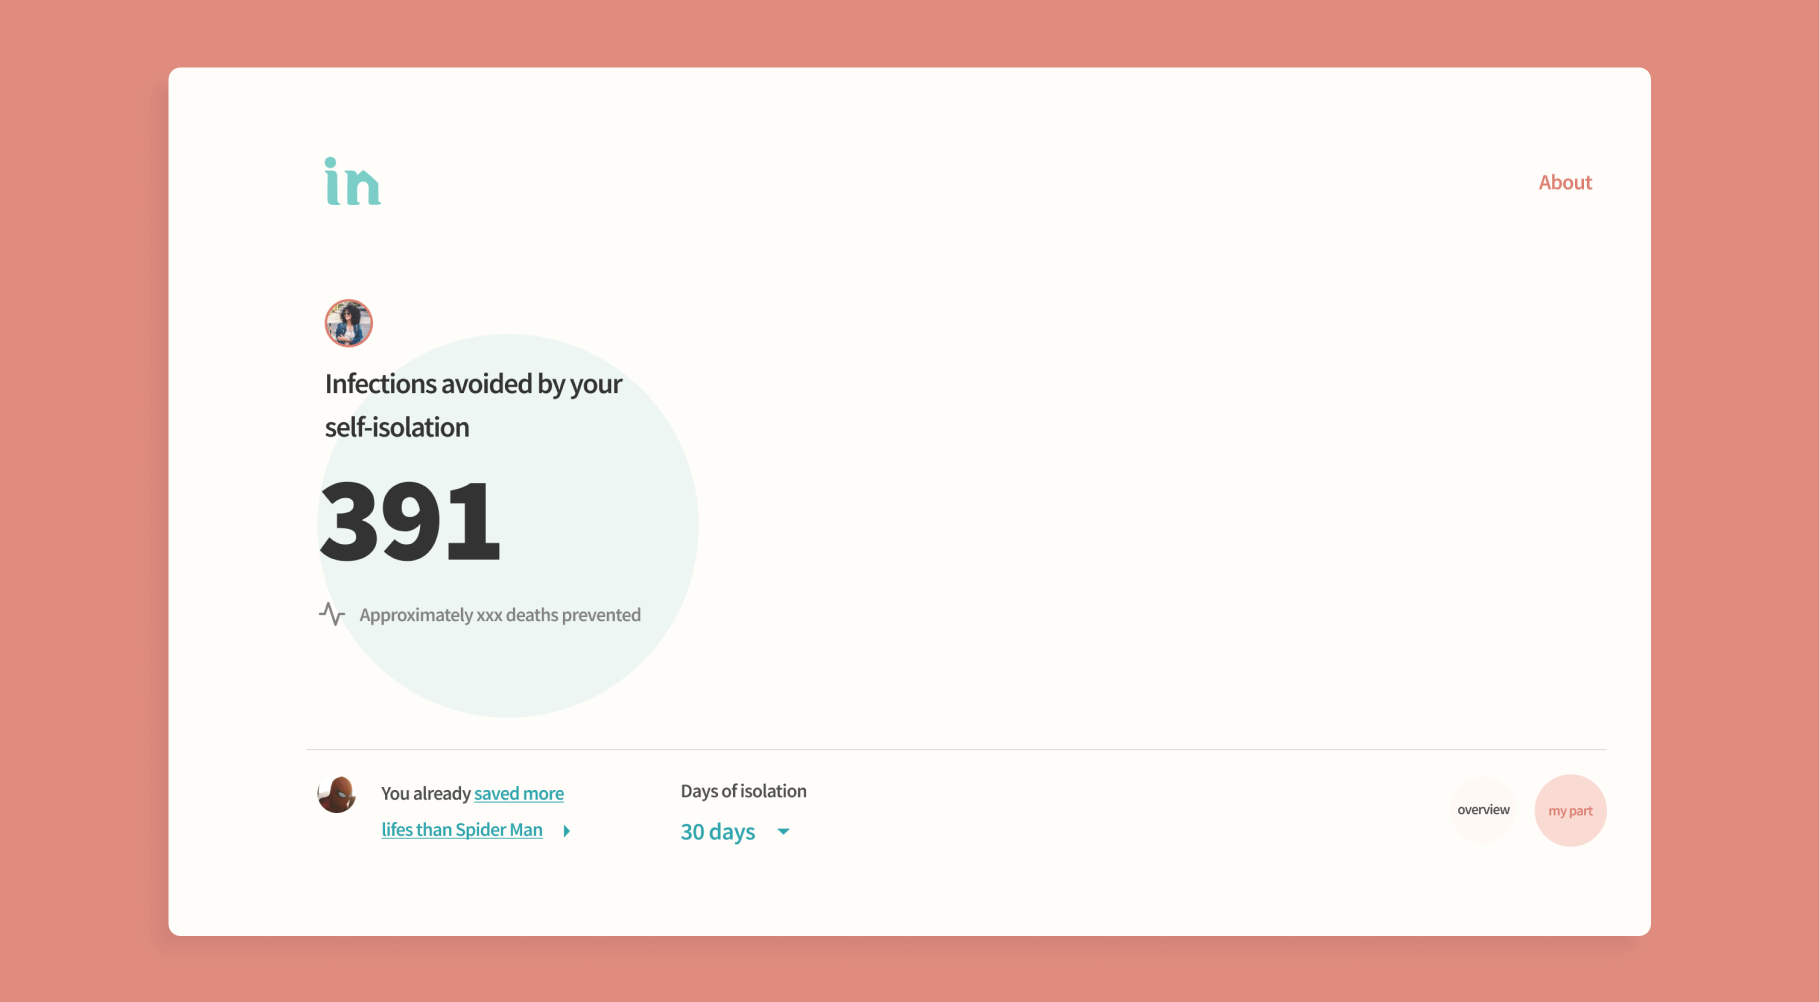 in
About
Infections avoided by your
self-isolation
391
Approximately xxx deaths prevented
You already saved more
lifes than Spider Man
Days of isolation
30 days
overview
my part